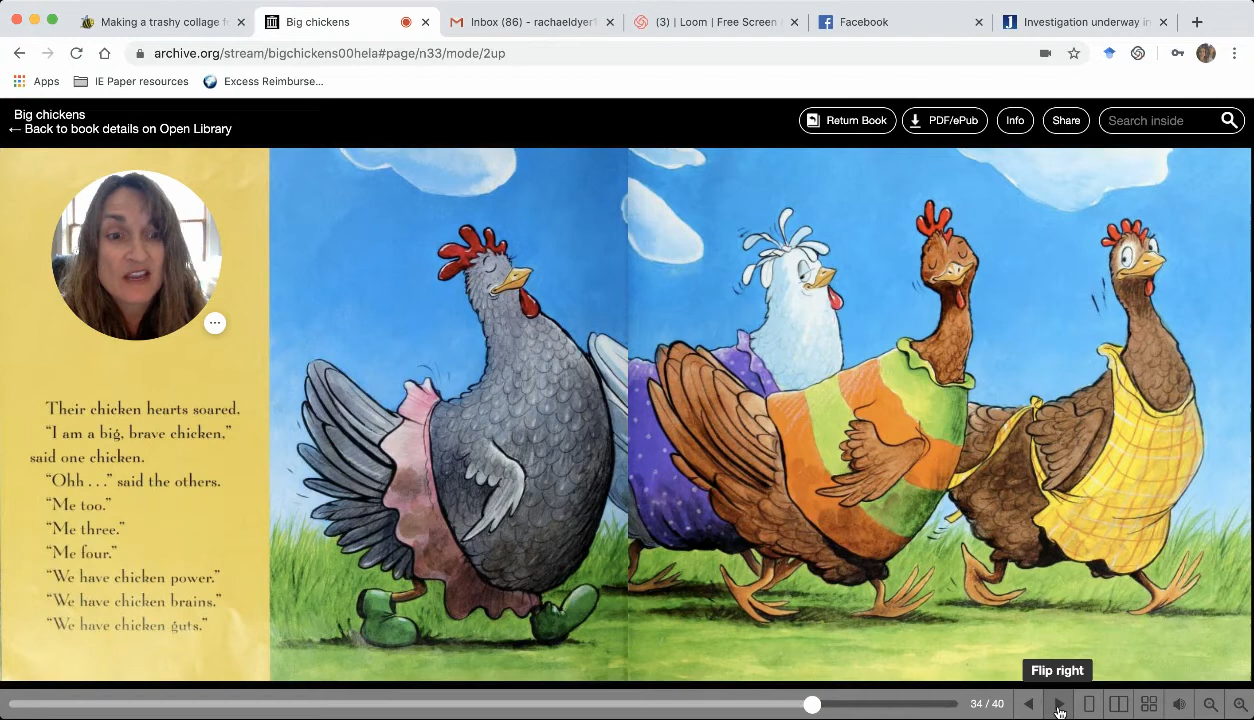 Making a trashy collage f
Big chickens
Inbox (86) - rachaeldyer1
(3) | Loom | Free Screen
Facebook
Investigation underway in
archive.org/stream/bigchickens00hela#page/n33/mode/2up
Apps
IE Paper resources
Excess Reimburse...
Big chickens
← Back to book details on Open Library
Return Book
PDF/ePub
Info
Share
Search inside
Their chicken hearts soared.
“I am a big, brave chicken,”
said one chicken.
“Ohh . . .” said the others.
“Me too.”
“Me three.”
“Me four.”
“We have chicken power.”
“We have chicken brains.”
“We have chicken guts.”
Flip right
34 / 40